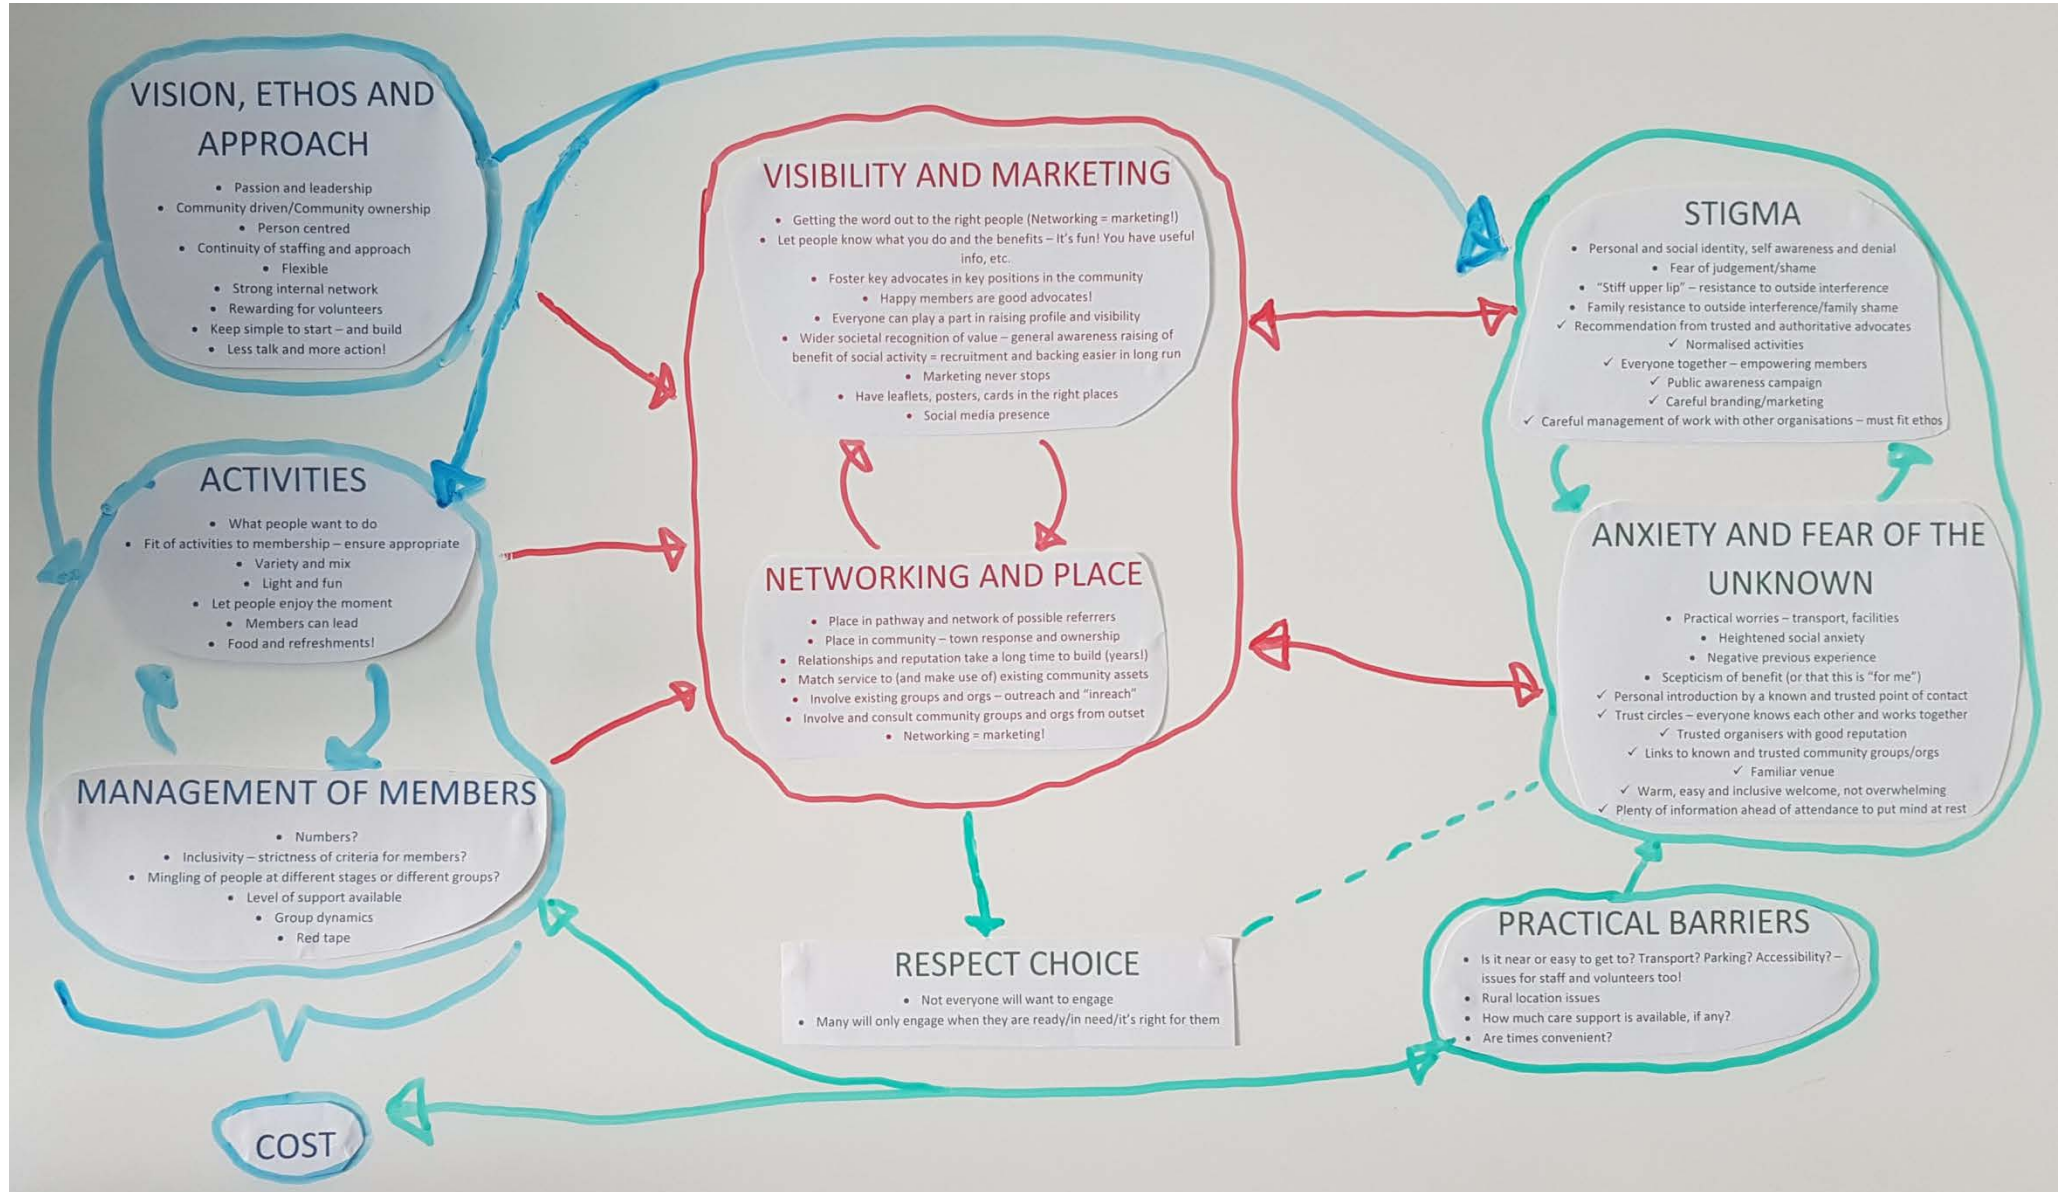 VISION, ETHOS AND
APPROACH
• Passion and leadership
• Community driven/Community ownership
• Person centred
• Continuity of staffing and approach
• Flexible
• Strong internal network
• Rewarding for volunteers
• Keep simple to start – and build
• Less talk and more action!
ACTIVITIES
• What people want to do
• Fit of activities to membership – ensure appropriate
• Variety and mix
• Light and fun
• Let people enjoy the moment
• Members can lead
• Food and refreshments!
MANAGEMENT OF MEMBERS
• Numbers?
• Inclusivity – strictness of criteria for members?
• Mingling of people at different stages or different groups?
• Level of support available
• Group dynamics
• Red tape
COST
VISIBILITY AND MARKETING
• Getting the word out to the right people (Networking = marketing!)
• Let people know what you do and the benefits – It's fun! You have useful
info, etc.
• Foster key advocates in key positions in the community
• Happy members are good advocates!
• Everyone can play a part in raising profile and visibility
• Wider societal recognition of value – general awareness raising of
benefit of social activity = recruitment and backing easier in long run
• Marketing never stops
• Have leaflets, posters, cards in the right places
• Social media presence
NETWORKING AND PLACE
• Place in pathway and network of possible referrers
• Place in community – town response and ownership
• Relationships and reputation take a long time to build (years!)
• Match service to (and make use of) existing community assets
• Involve existing groups and orgs – outreach and "inreach"
• Involve and consult community groups and orgs from outset
• Networking = marketing!
RESPECT CHOICE
• Not everyone will want to engage
• Many will only engage when they are ready/in need/it's right for them
STIGMA
• Personal and social identity, self awareness and denial
• Fear of judgement/shame
• "Stiff upper lip" – resistance to outside interference
• Family resistance to outside interference/family shame
✓ Recommendation from trusted and authoritative advocates
✓ Normalised activities
✓ Everyone together – empowering members
✓ Public awareness campaign
✓ Careful branding/marketing
✓ Careful management of work with other organisations – must fit ethos
ANXIETY AND FEAR OF THE
UNKNOWN
• Practical worries – transport, facilities
• Heightened social anxiety
• Negative previous experience
• Scepticism of benefit (or that this is "for me")
✓ Personal introduction by a known and trusted point of contact
✓ Trust circles – everyone knows each other and works together
✓ Trusted organisers with good reputation
✓ Links to known and trusted community groups/orgs
✓ Familiar venue
✓ Warm, easy and inclusive welcome, not overwhelming
✓ Plenty of information ahead of attendance to put mind at rest
PRACTICAL BARRIERS
• Is it near or easy to get to? Transport? Parking? Accessibility? –
issues for staff and volunteers too!
• Rural location issues
• How much care support is available, if any?
• Are times convenient?